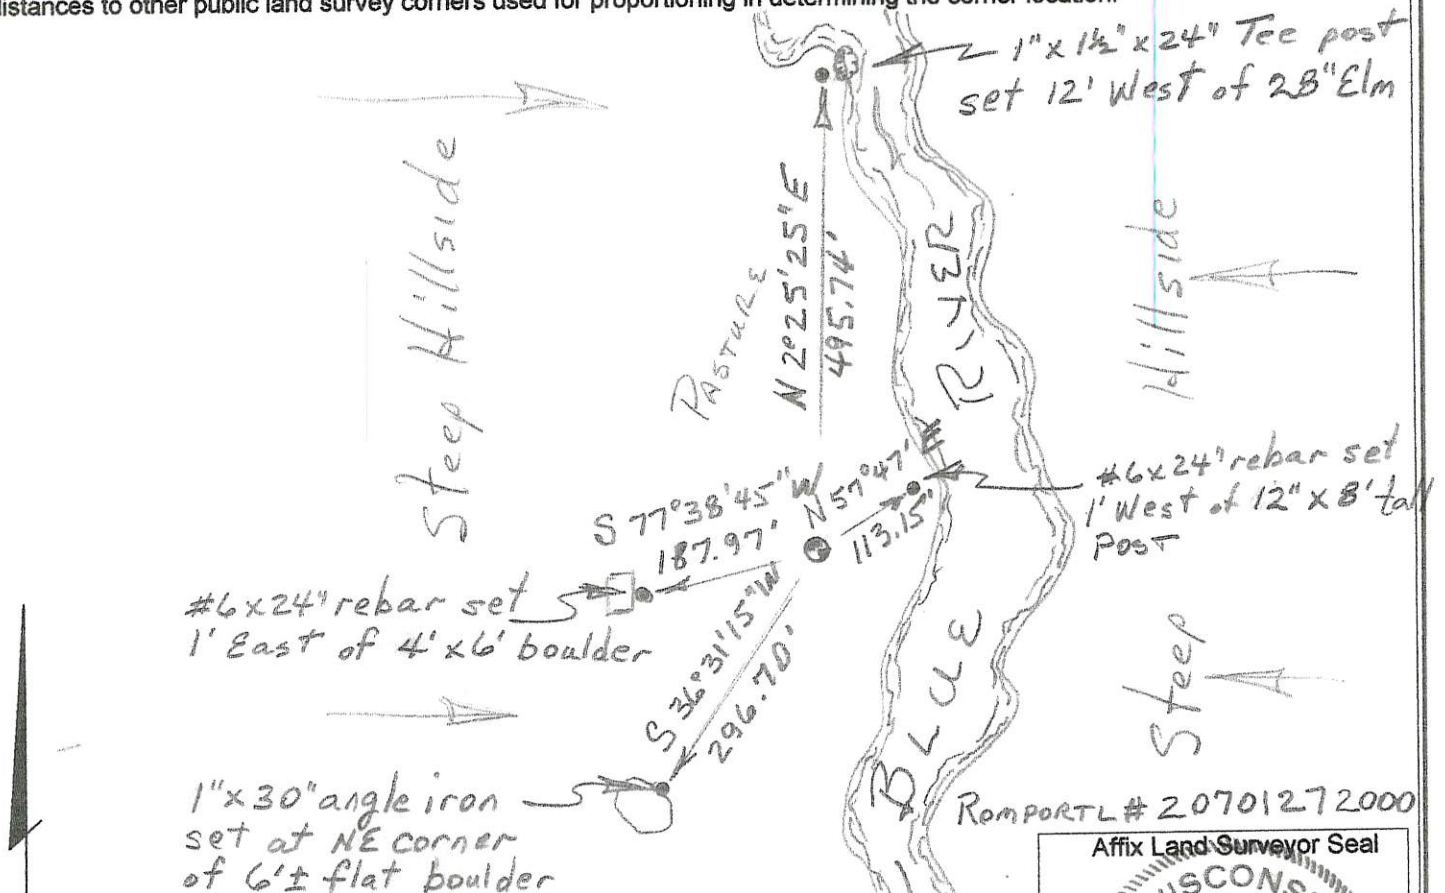 distances to other public land survey corners used for proportioning in determining the corner location.
1" x 1½" x 24" Tee post
set 12' West of 28" Elm
Steep Hillside
PASTURE
N 2°25'25"E
495.74'
RIVER
Hillside
S 77°38'45"W
187.97'
N 57°47'
113.15'
#6x24" rebar set
1' West of 12" x 8' tall
Post
#6x24" rebar set
1' East of 4'x6' boulder
S 36°31'15"W
296.70'
BLUE
Steep
1"x30" angle iron
set at NE corner
of 6'± flat boulder
ROMPORTL # 20701272000
Affix Land Surveyor Seal
SCONS